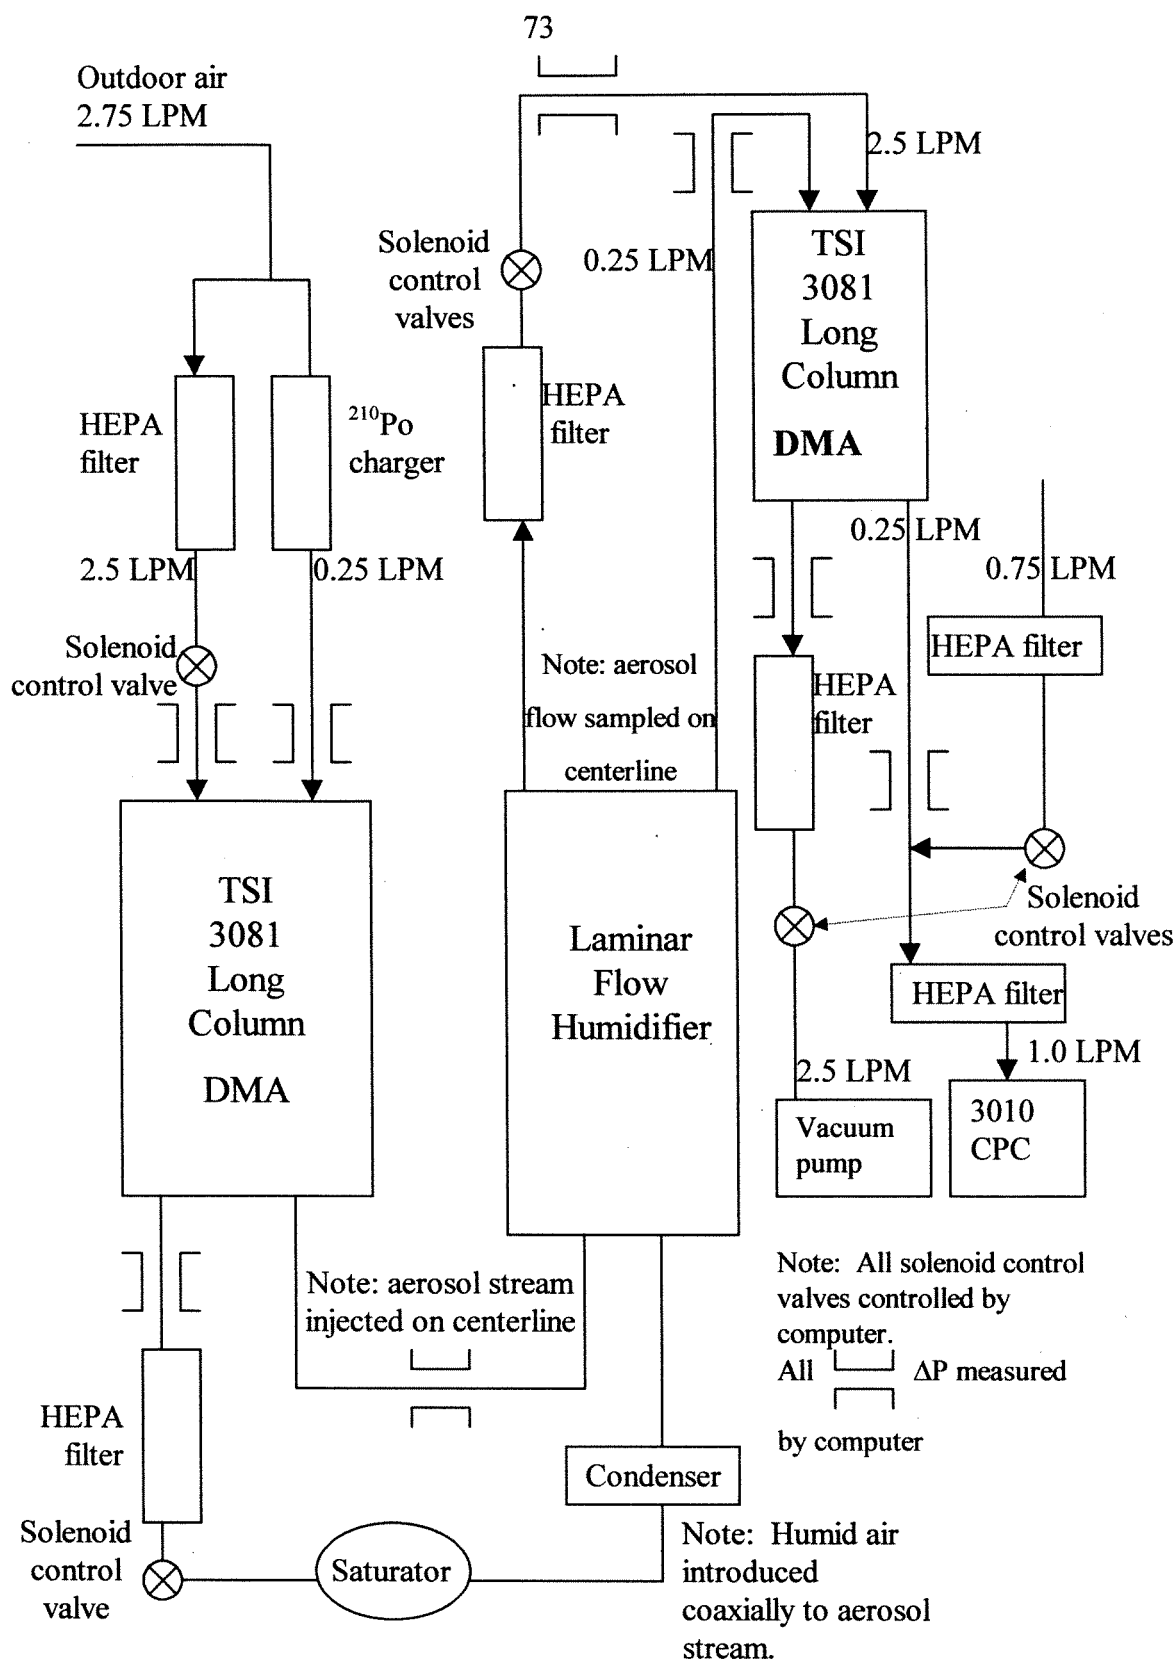 73
Outdoor air
2.75 LPM
2.5 LPM
Solenoid
control
valves
0.25 LPM
TSI
3081
Long
Column
DMA
HEPA
filter
210Po
charger
HEPA
filter
2.5 LPM
0.25 LPM
0.25 LPM
0.75 LPM
Solenoid
control valve
Note: aerosol
flow sampled on
centerline
HEPA
filter
HEPA filter
TSI
3081
Long
Column
DMA
Laminar
Flow
Humidifier
Solenoid
control valves
HEPA filter
1.0 LPM
2.5 LPM
Vacuum
pump
3010
CPC
Note: aerosol stream
injected on centerline
Note: All solenoid control
valves controlled by
computer.
All ΔP measured
by computer
HEPA
filter
Condenser
Solenoid
control
valve
Saturator
Note: Humid air
introduced
coaxially to aerosol
stream.